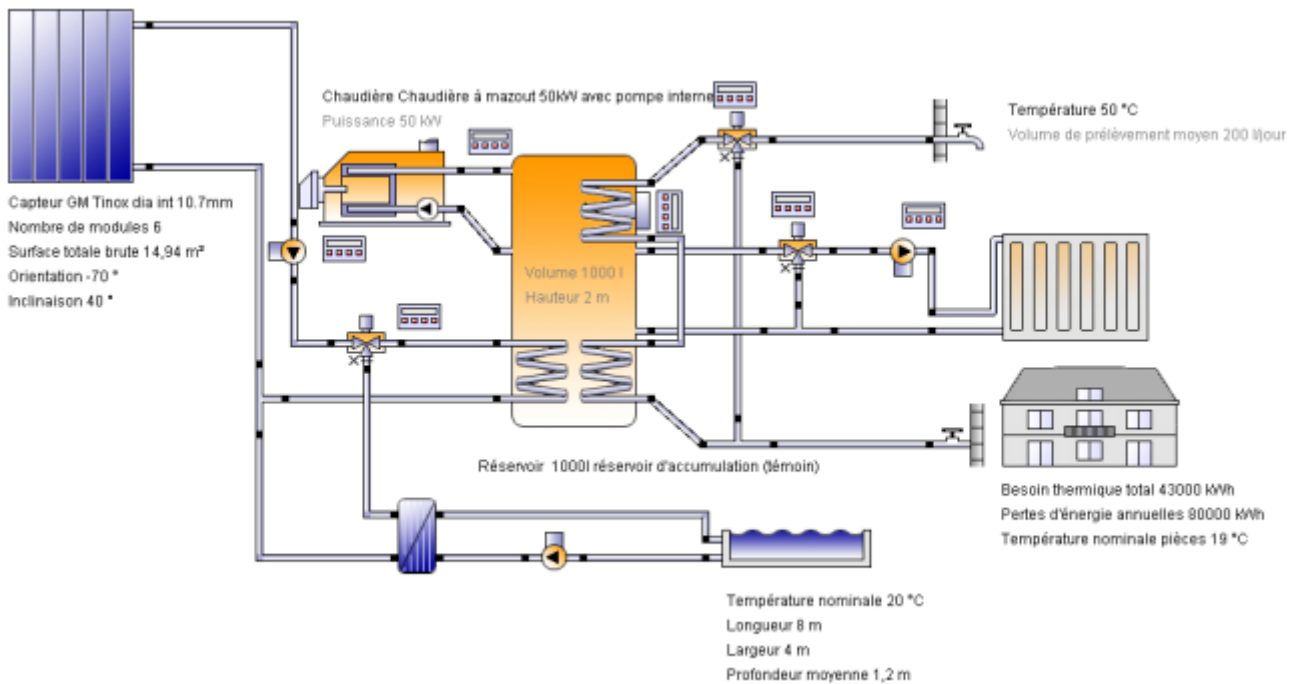 Chaudière Chaudière à mazout 50kW avec pompe interne
Puissance 50 kW
Température 50 °C
Volume de prélèvement moyen 200 l/jour
Capteur GM Tinox dia int 10.7mm
Nombre de modules 6
Surface totale brute 14,94 m²
Orientation -70 °
Inclinaison 40 °
Volume 1000 l
Hauteur 2 m
Réservoir 1000l réservoir d'accumulation (témoin)
Besoin thermique total 43000 kWh
Pertes d'énergie annuelles 80000 kWh
Température nominale pièces 19 °C
Température nominale 20 °C
Longueur 8 m
Largeur 4 m
Profondeur moyenne 1,2 m